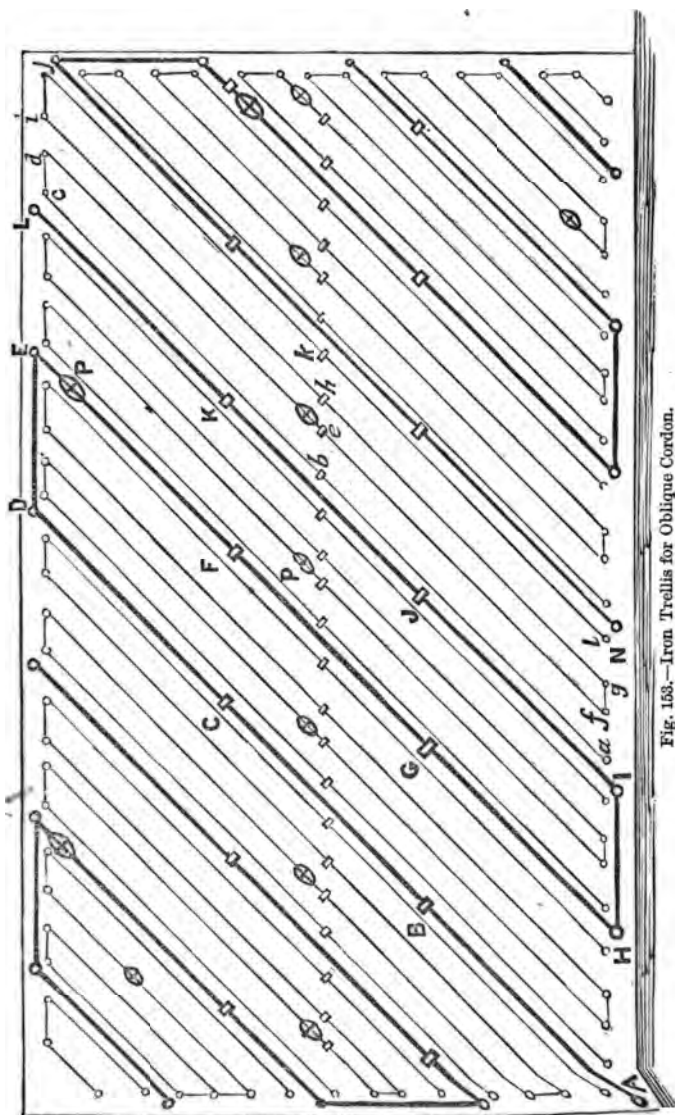 D E L c d i J
P
F K
C P b e h k
G J
B
H I a f g N l
A
Fig. 153.—Iron Trellis for Oblique Cordon.